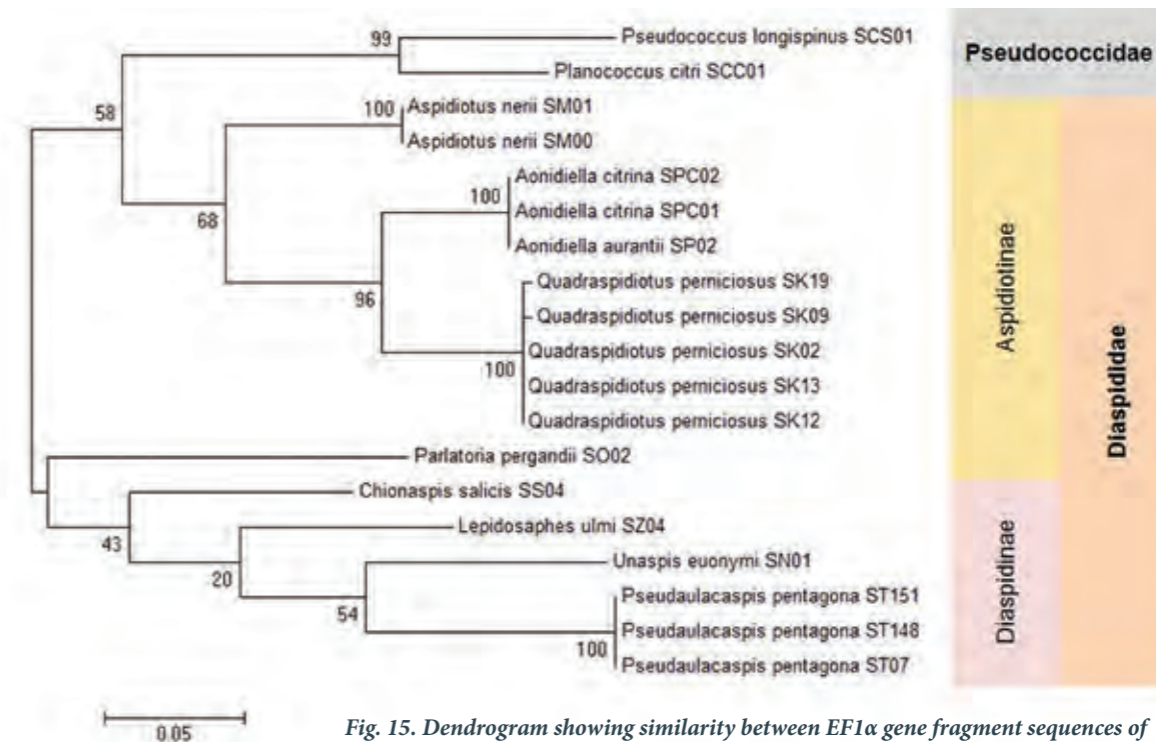 99
Pseudococcus longispinus SCS01
Planococcus citri SCC01
58
100
Aspidiotus nerii SM01
Aspidiotus nerii SM00
68
Aonidiella citrina SPC02
100
Aonidiella citrina SPC01
Aonidiella aurantii SP02
96
Quadraspidiotus perniciosus SK19
Quadraspidiotus perniciosus SK09
Quadraspidiotus perniciosus SK02
100
Quadraspidiotus perniciosus SK13
Quadraspidiotus perniciosus SK12
Parlatoria pergandii SO02
Chionaspis salicis SS04
43
Lepidosaphes ulmi SZ04
20
Unaspis euonymi SN01
54
Pseudaulacaspis pentagona ST151
Pseudaulacaspis pentagona ST148
100
Pseudaulacaspis pentagona ST07
Pseudococcidae
Aspidiotinae
Diaspidinae
Diaspididae
0.05
Fig. 15. Dendrogram showing similarity between EF1α gene fragment sequences of